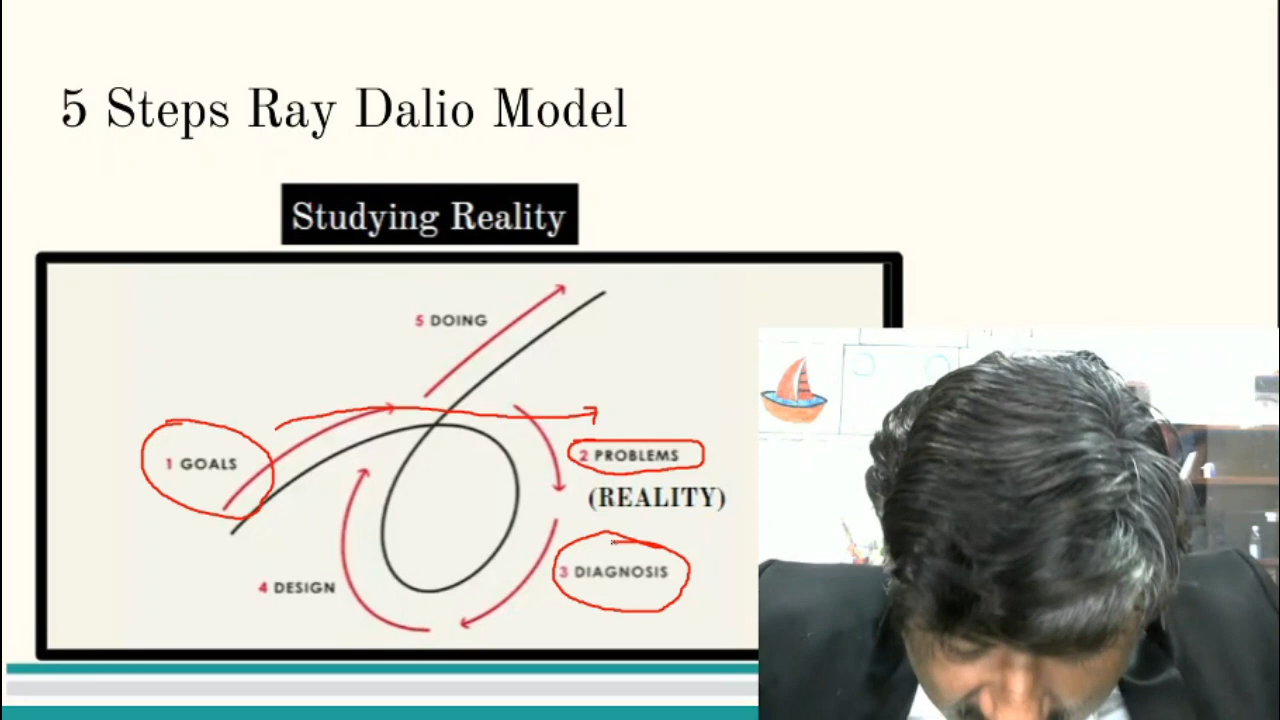 5 Steps Ray Dalio Model
Studying Reality
5 DOING
1 GOALS
2 PROBLEMS
(REALITY)
3 DIAGNOSIS
4 DESIGN